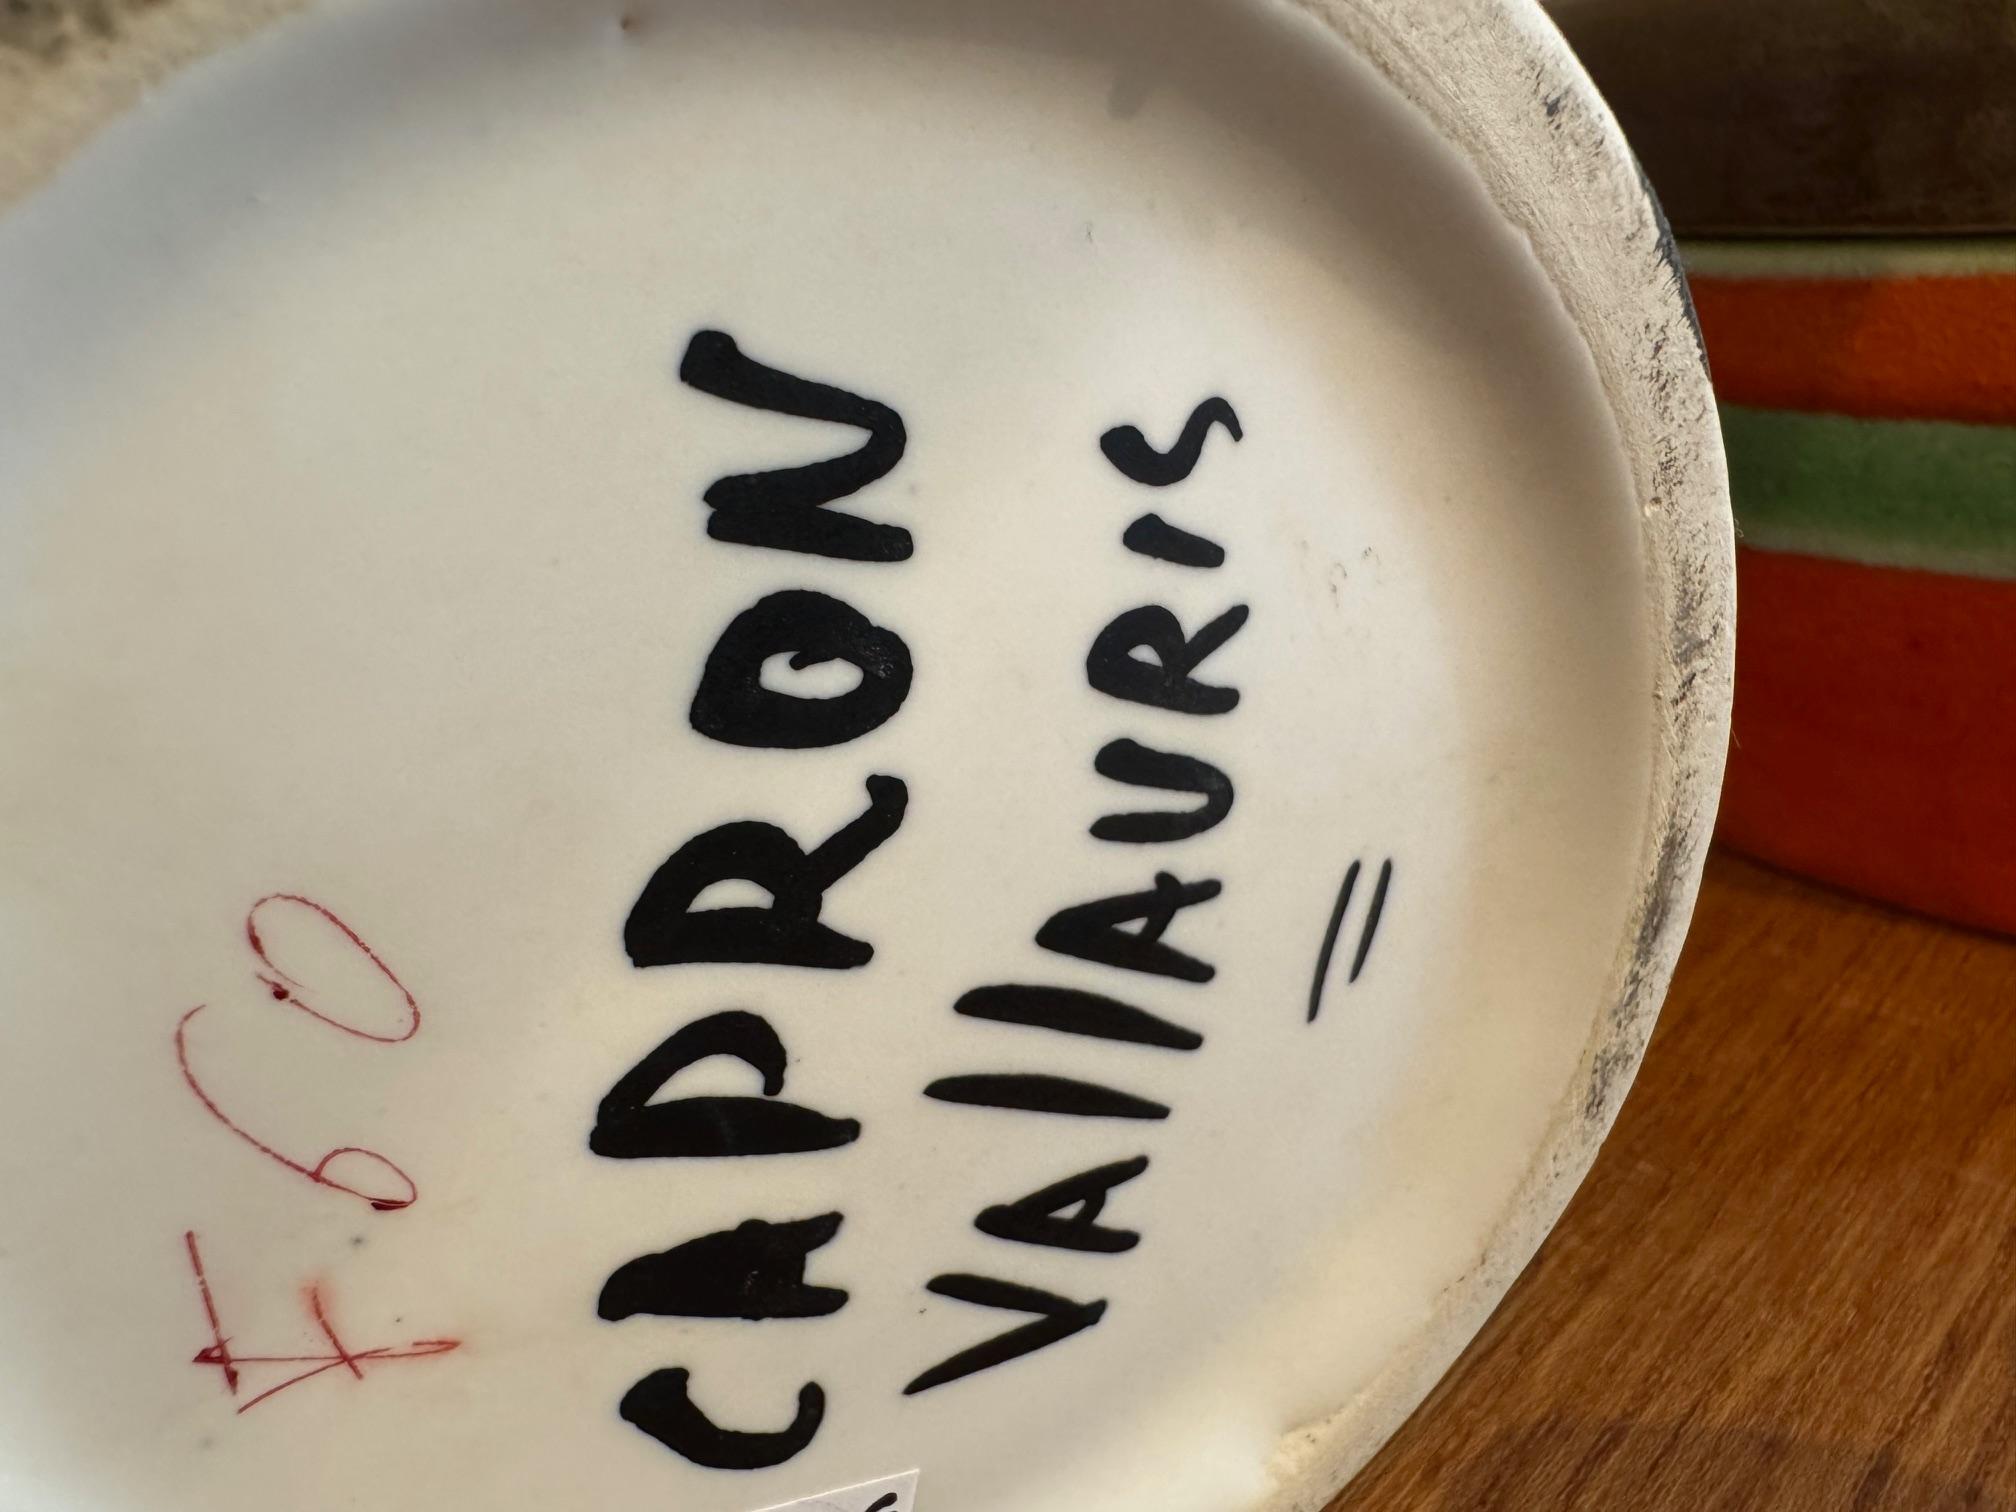 F60
CAPRON
VAllAURIS
=